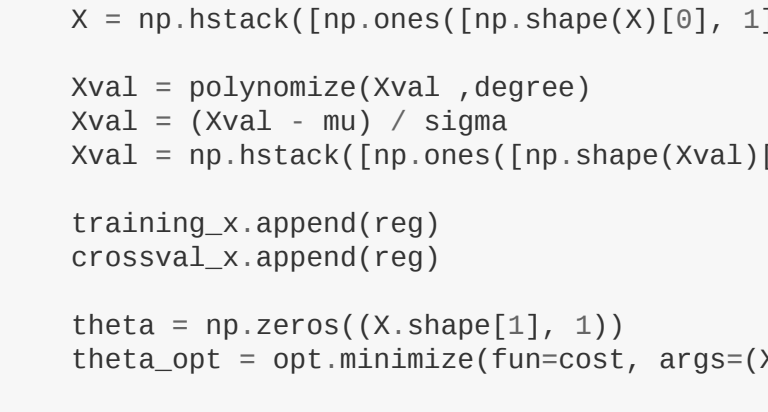 X = np.hstack([np.ones([np.shape(X)[0], 1]
Xval = polynomize(Xval ,degree)
Xval = (Xval - mu) / sigma
Xval = np.hstack([np.ones([np.shape(Xval)[
training_x.append(reg)
crossval_x.append(reg)
theta = np.zeros((X.shape[1], 1))
theta_opt = opt.minimize(fun=cost, args=(X